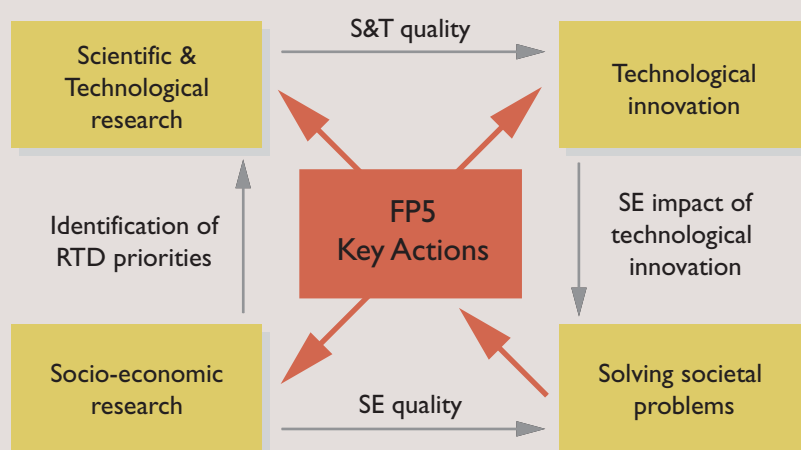 S&T quality
Scientific &
Technological
research
Technological
innovation
FP5
Key Actions
Identification of
RTD priorities
SE impact of
technological
innovation
Socio-economic
research
SE quality
Solving societal
problems